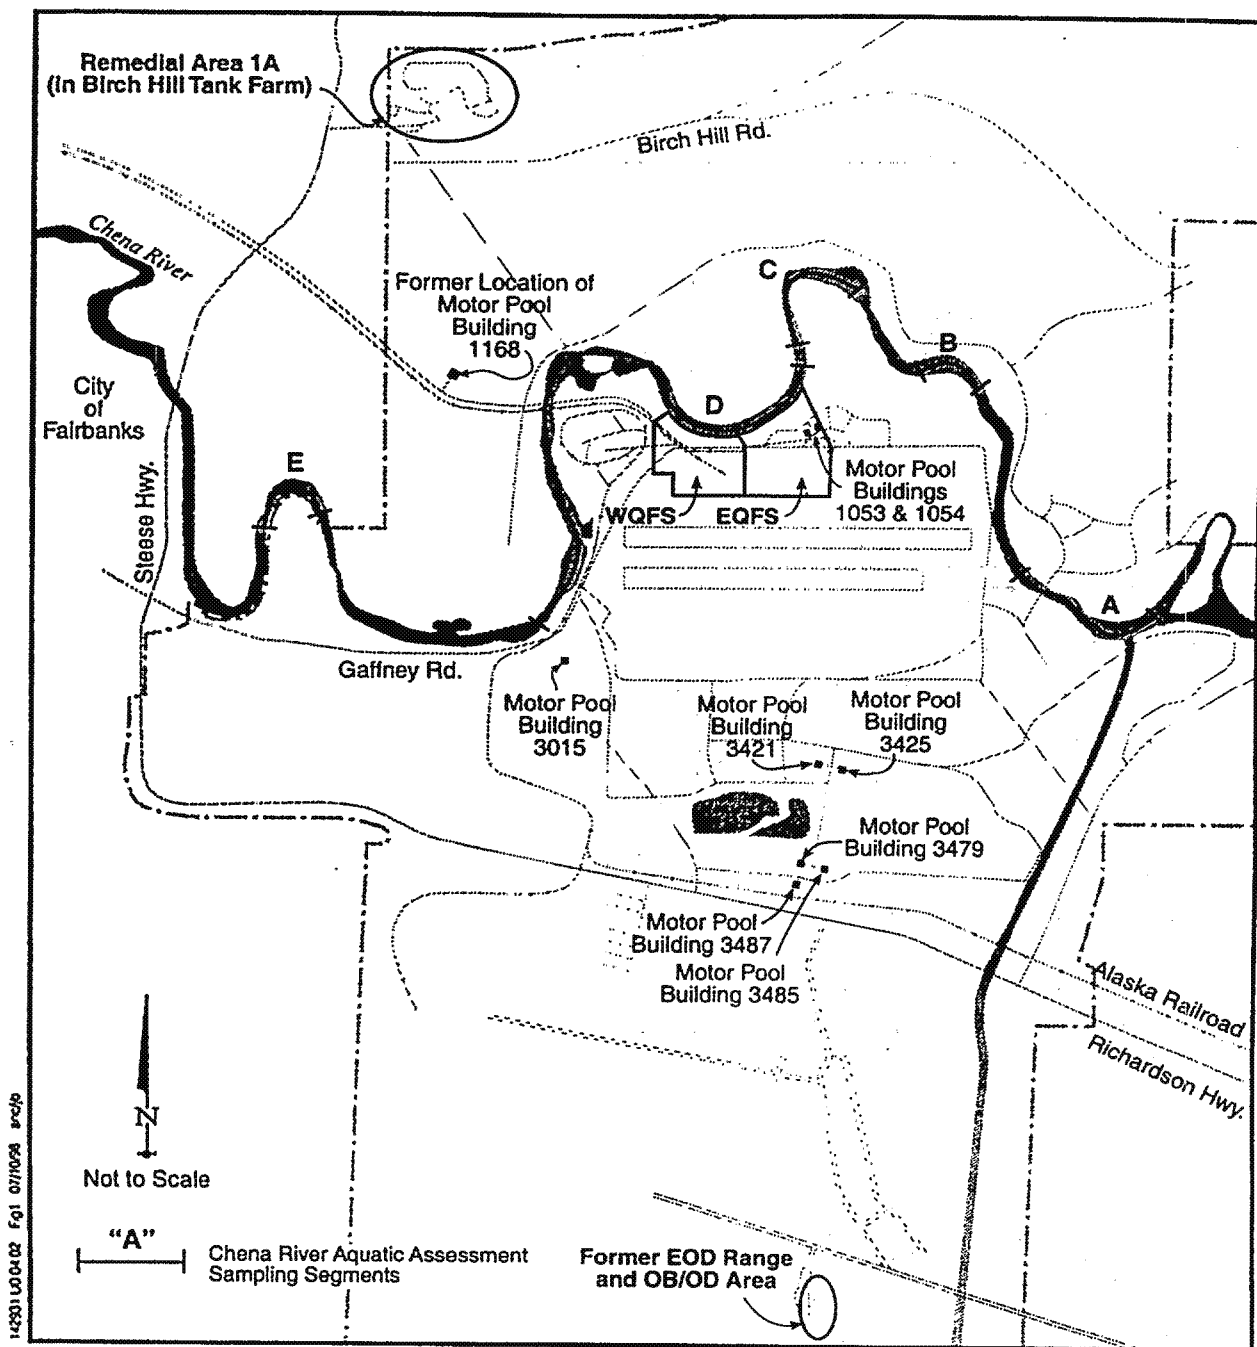 Remedial Area 1A
(in Birch Hill Tank Farm)
Birch Hill Rd.
Chena River
Former Location of
Motor Pool
Building
1168
C
B
City
of
Fairbanks
D
E
Steese Hwy.
Motor Pool
Buildings
1053 & 1054
WQFS
EQFS
A
Gaffney Rd.
Motor Pool
Building
3015
Motor Pool
Building
3421
Motor Pool
Building
3425
Motor Pool
Building 3479
Motor Pool
Building 3487
Motor Pool
Building 3485
Alaska Railroad
Richardson Hwy.
N
Not to Scale
"A"
Chena River Aquatic Assessment
Sampling Segments
Former EOD Range
and OB/OD Area